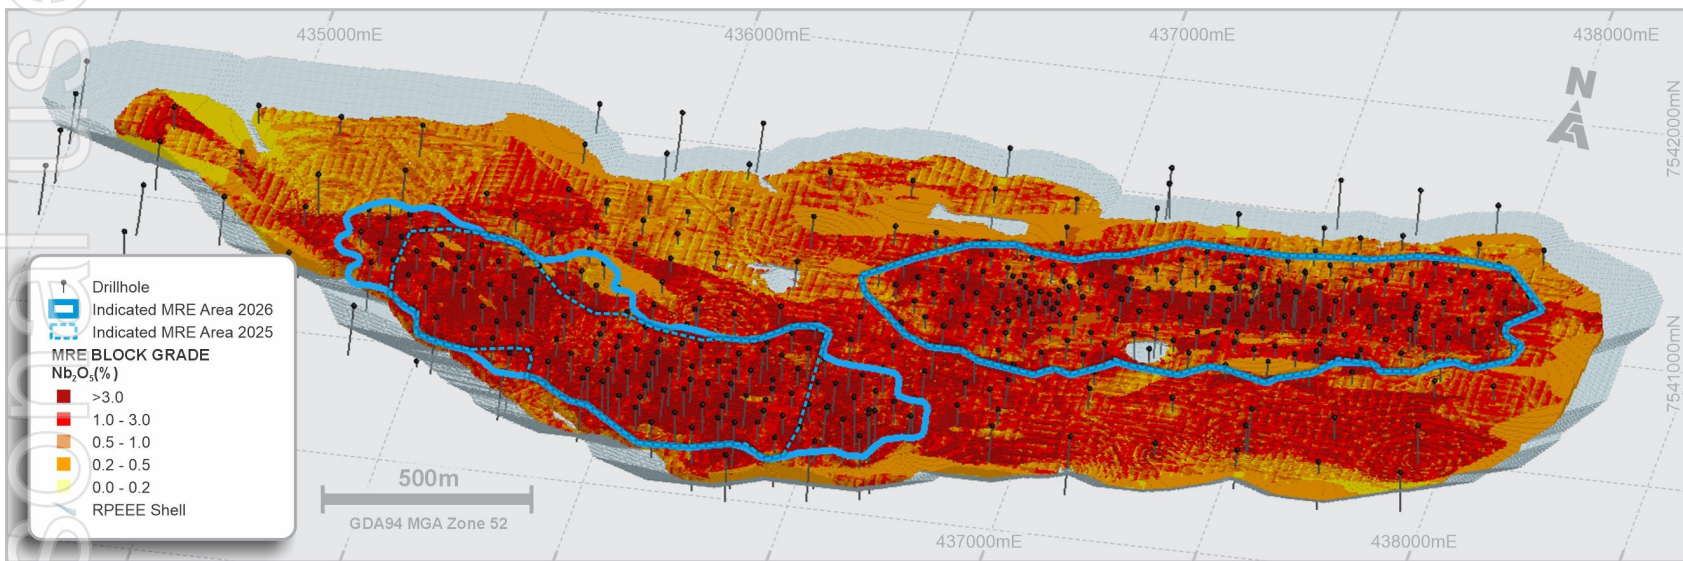 435000mE
436000mE
437000mE
438000mE
N
7542000mN
7541000mN
Drillhole
Indicated MRE Area 2026
Indicated MRE Area 2025
MRE BLOCK GRADE
Nb₂O₅(%)
>3.0
1.0 - 3.0
0.5 - 1.0
0.2 - 0.5
0.0 - 0.2
RPEEE Shell
500m
GDA94 MGA Zone 52
437000mE
438000mE
sonal use